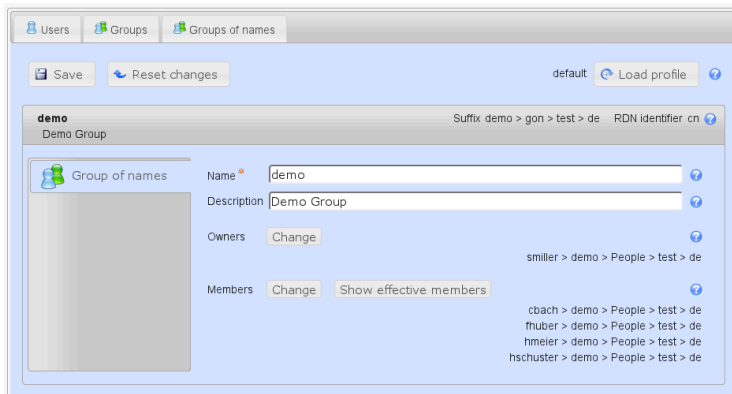 Users Groups Groups of names
Save Reset changes default Load profile
demo Suffix demo > gon > test > de RDN identifier cn
Demo Group
Group of names Name * demo
Description Demo Group
Owners Change
smiller > demo > People > test > de
Members Change Show effective members
cbach > demo > People > test > de
fhuber > demo > People > test > de
hmeier > demo > People > test > de
hschuster > demo > People > test > de